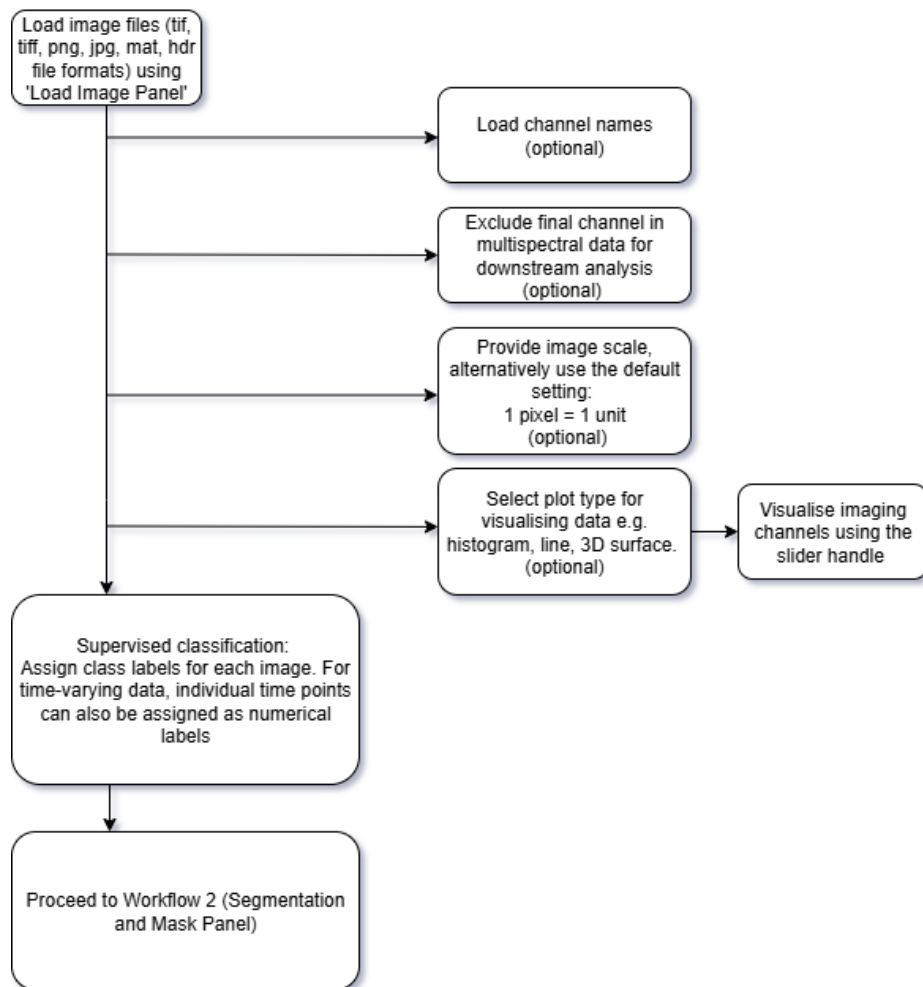 Load image files (tif,
tiff, png, jpg, mat, hdr
file formats) using
'Load Image Panel'
Load channel names
(optional)
Exclude final channel in
multispectral data for
downstream analysis
(optional)
Provide image scale,
alternatively use the default
setting:
1 pixel = 1 unit
(optional)
Select plot type for
visualising data e.g.
histogram, line, 3D surface.
(optional)
Visualise imaging
channels using the
slider handle
Supervised classification:
Assign class labels for each image. For
time-varying data, individual time points
can also be assigned as numerical
labels
Proceed to Workflow 2 (Segmentation
and Mask Panel)